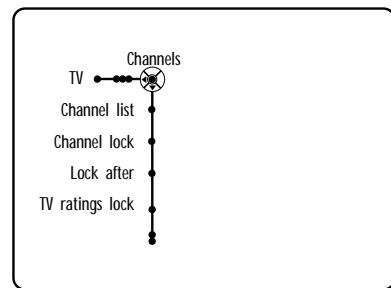 Channels
TV
Channel list
Channel lock
Lock after
TV ratings lock